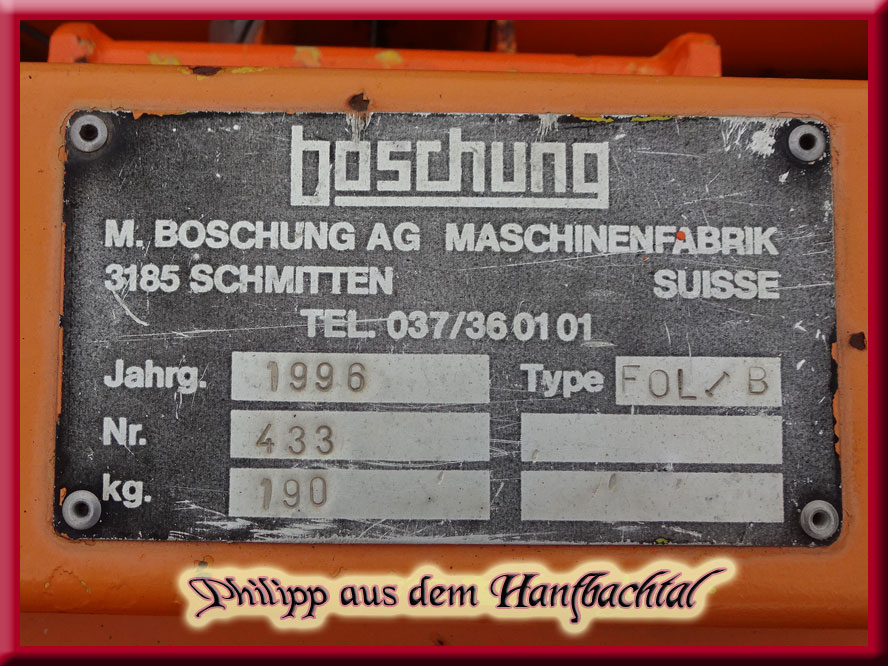 boschung
M. BOSCHUNG AG MASCHINENFABRIK
3185 SCHMITTEN SUISSE
TEL. 037/36 01 01
Jahrg. 1996 Type FOL / B
Nr. 433
kg. 190
Philipp aus dem Hanfbachtal